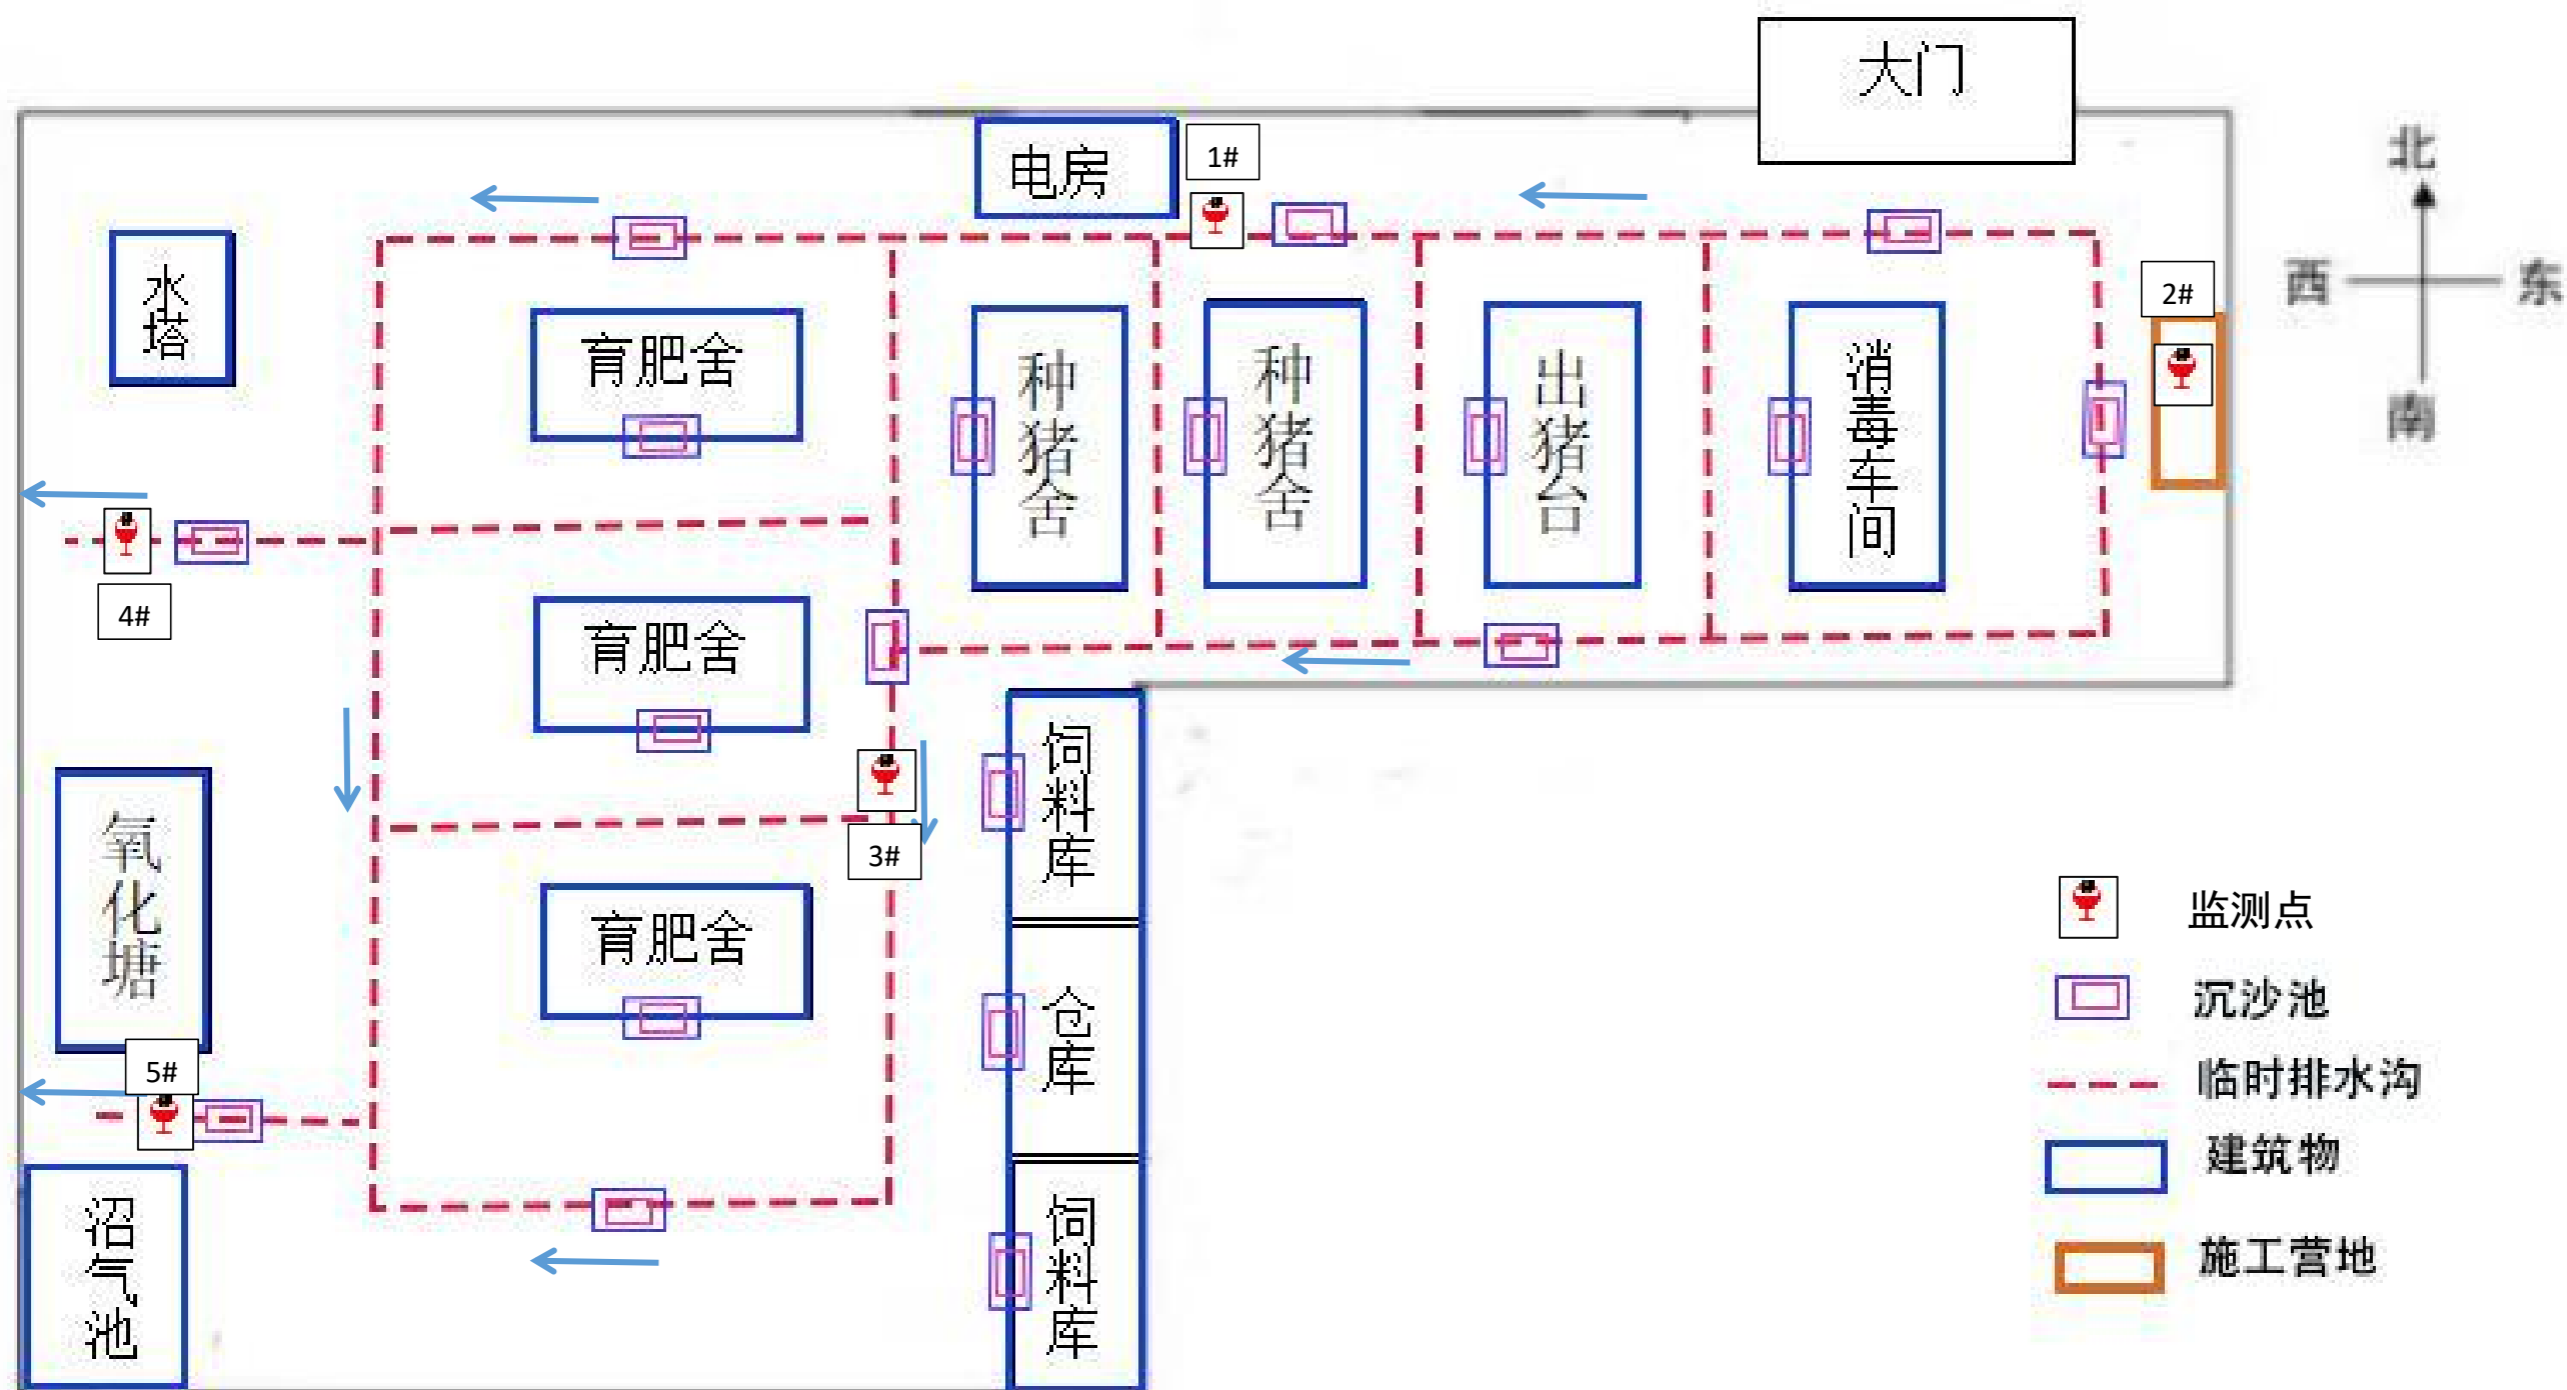 大门
电房
1#
北
西
东
南
2#
水塔
育肥舍
种猪舍
种猪舍
出猪台
消毒车间
4#
育肥舍
饲料库
氧化塘
3#
育肥舍
监测点
仓库
沉沙池
5#
临时排水沟
建筑物
沼气池
饲料库
施工营地